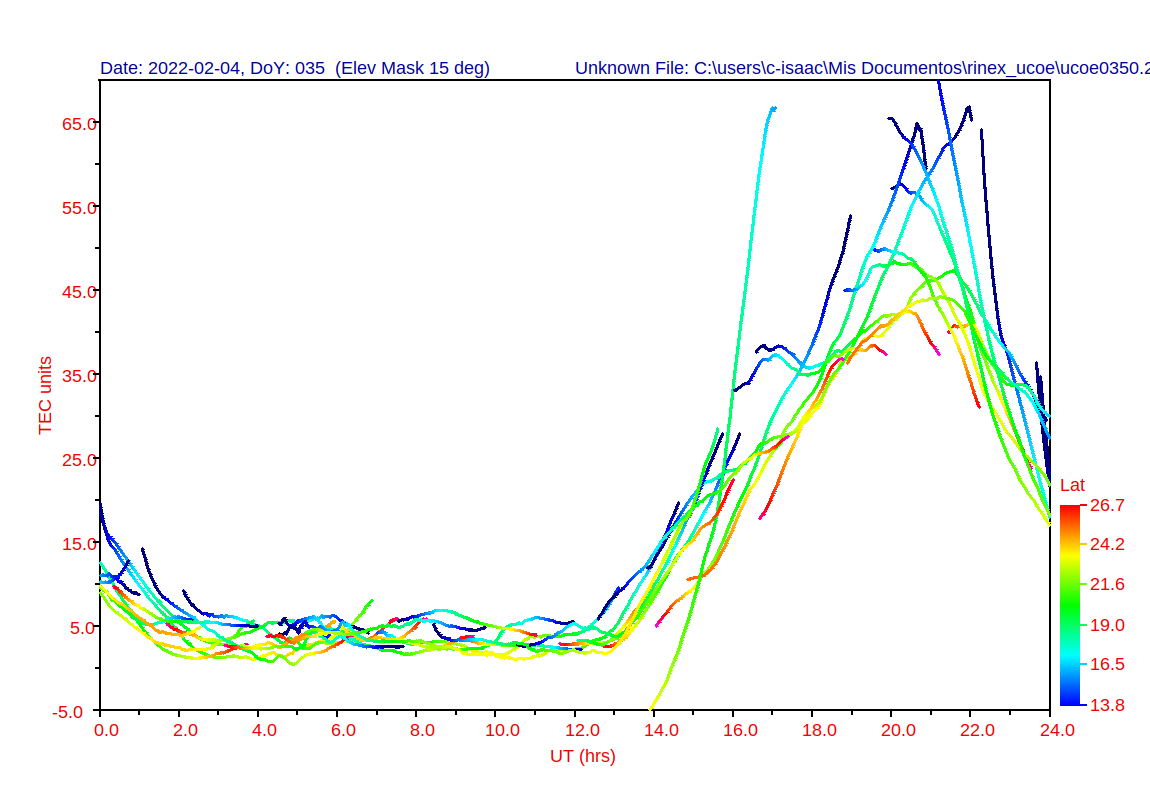 Date: 2022-02-04, DoY: 035  (Elev Mask 15 deg)
Unknown File: C:\users\c-isaac\Mis Documentos\rinex_ucoe\ucoe0350.2
65.0
55.0
45.0
35.0
25.0
15.0
5.0
-5.0
TEC units
0.0 2.0 4.0 6.0 8.0 10.0 12.0 14.0 16.0 18.0 20.0 22.0 24.0
UT (hrs)
Lat
26.7
24.2
21.6
19.0
16.5
13.8